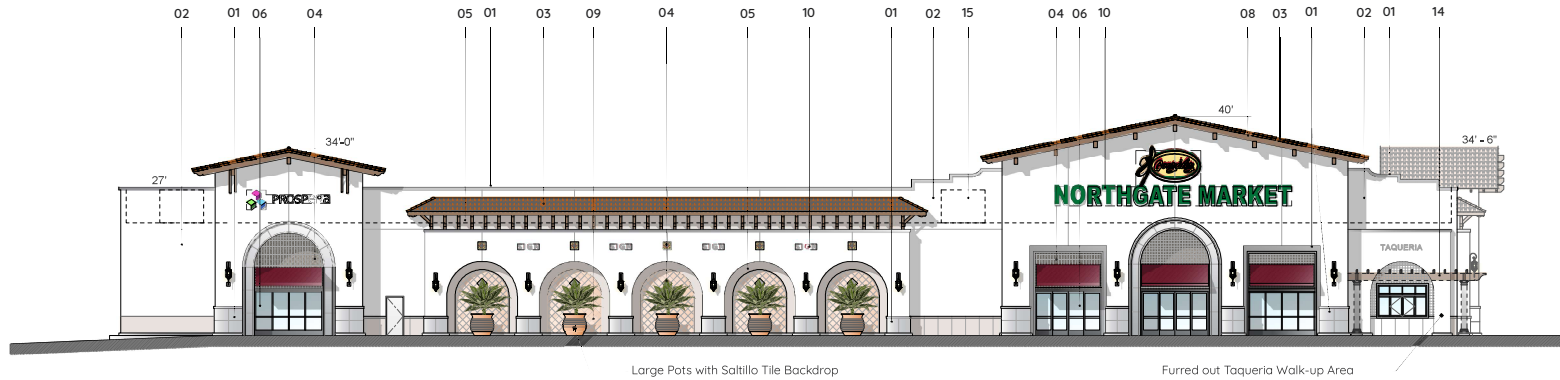 02 01 06 04 05 01 03 09 04 05 10 01 02 15 04 06 10 08 03 01 02 01 14
40'
34'-0"
34' - 6"
27'
NORTHGATE MARKET
TAQUERIA
Large Pots with Saltillo Tile Backdrop
Furred out Taqueria Walk-up Area